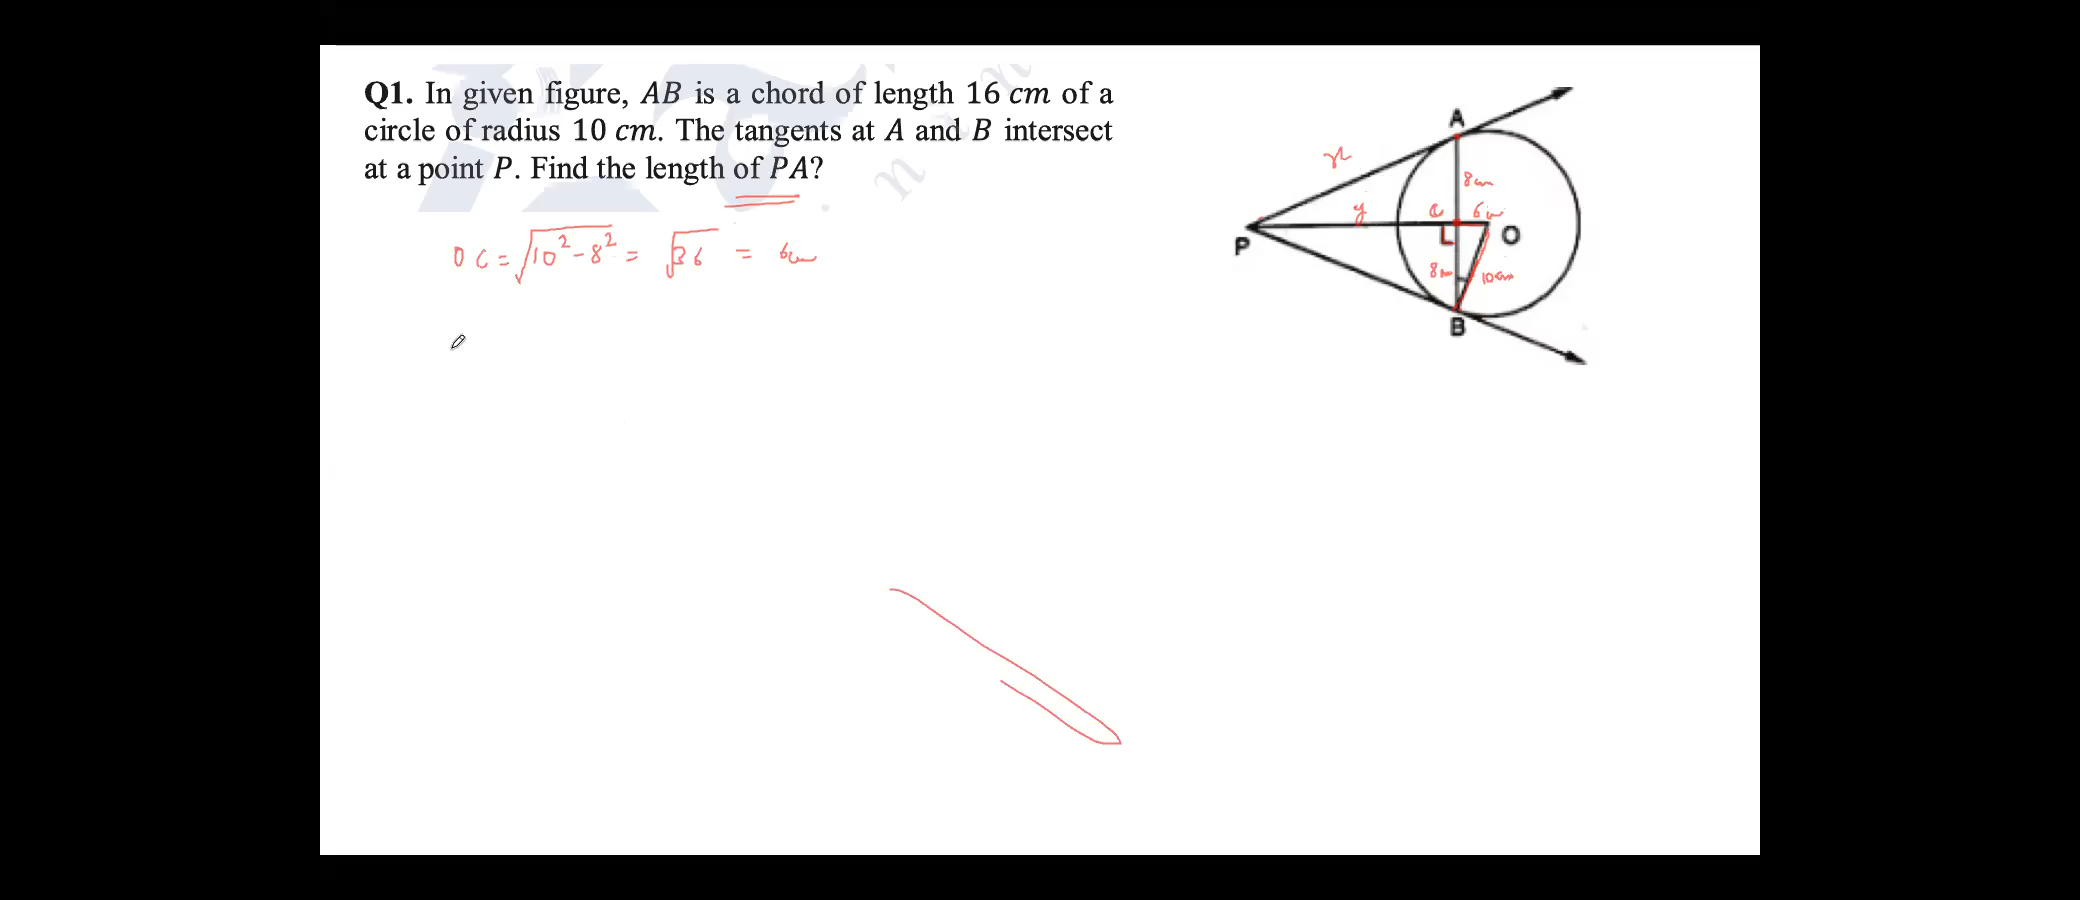 Q1. In given figure, AB is a chord of length 16 cm of a
circle of radius 10 cm. The tangents at A and B intersect
at a point P. Find the length of PA?
OC = √10² - 8² = √36 = 6cm
A
x
8cm
y
C
6cm
P
L
O
8cm
10cm
B
n
n